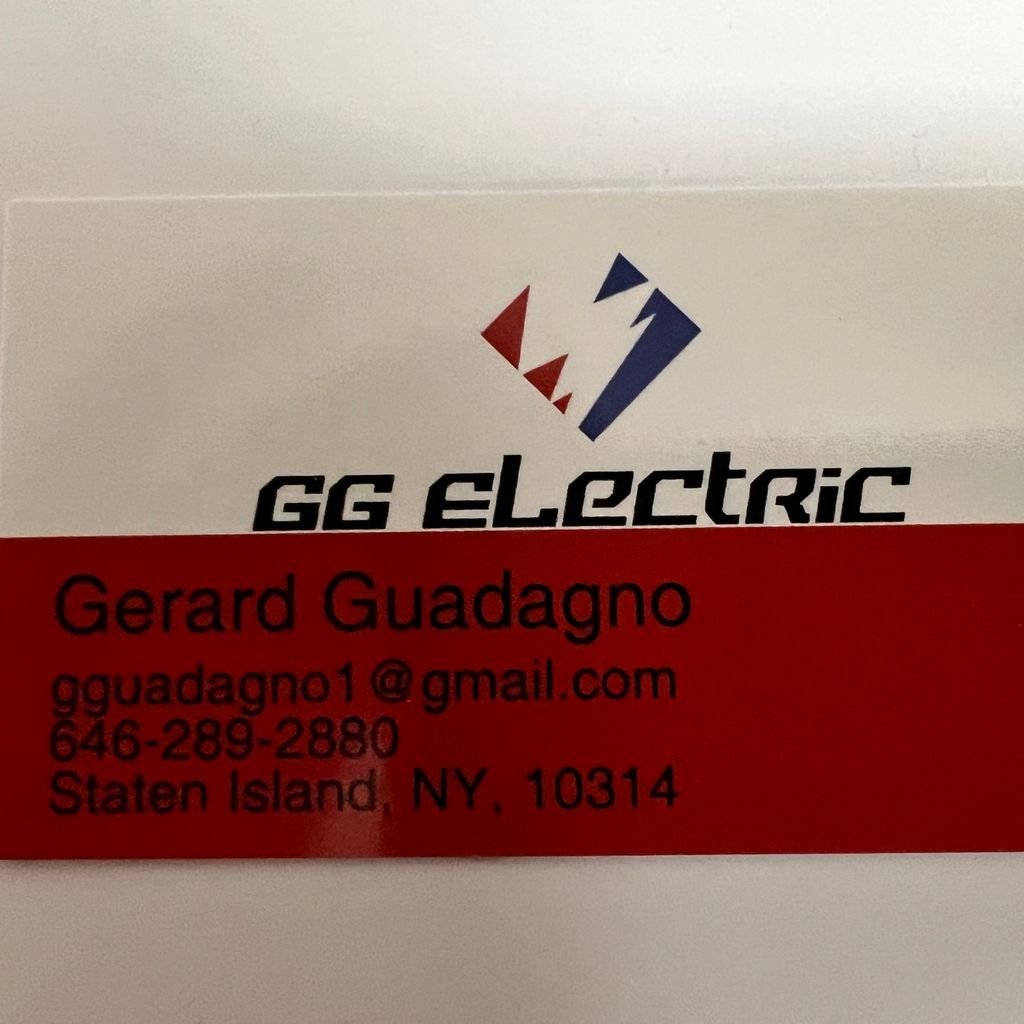 GG ELectRic
Gerard Guadagno
gguadagno1@gmail.com
646-289-2880
Staten Island, NY, 10314